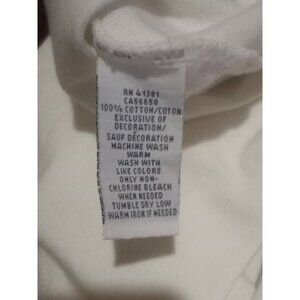 RN 41381
CA56658
100% COTTON/COTON
EXCLUSIVE OF
DECORATION/
SAUF DÉCORATION
MACHINE WASH
WARM
WASH WITH
LIKE COLORS
ONLY NON-
CHLORINE BLEACH
WHEN NEEDED
TUMBLE DRY LOW
WARM IRON IF NEEDED